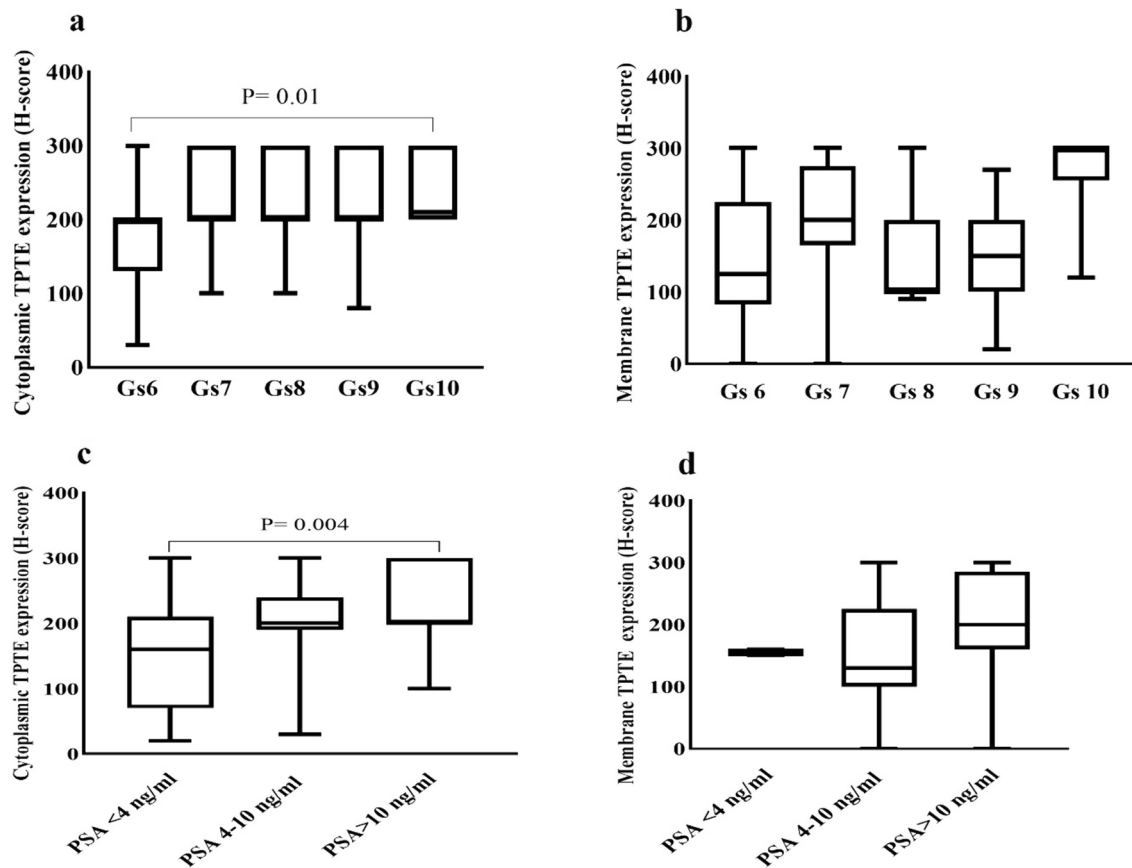 a
Cytoplasmic TPTE expression (H-score)
400
300
200
100
0
P= 0.01
Gs6 Gs7 Gs8 Gs9 Gs10
b
Membrane TPTE expression (H-score)
400
300
200
100
0
Gs 6 Gs 7 Gs 8 Gs 9 Gs 10
c
Cytoplasmic TPTE expression (H-score)
400
300
200
100
0
P= 0.004
PSA <4 ng/ml
PSA 4-10 ng/ml
PSA>10 ng/ml
d
Membrane TPTE expression (H-score)
400
300
200
100
0
PSA <4 ng/ml
PSA 4-10 ng/ml
PSA>10 ng/ml